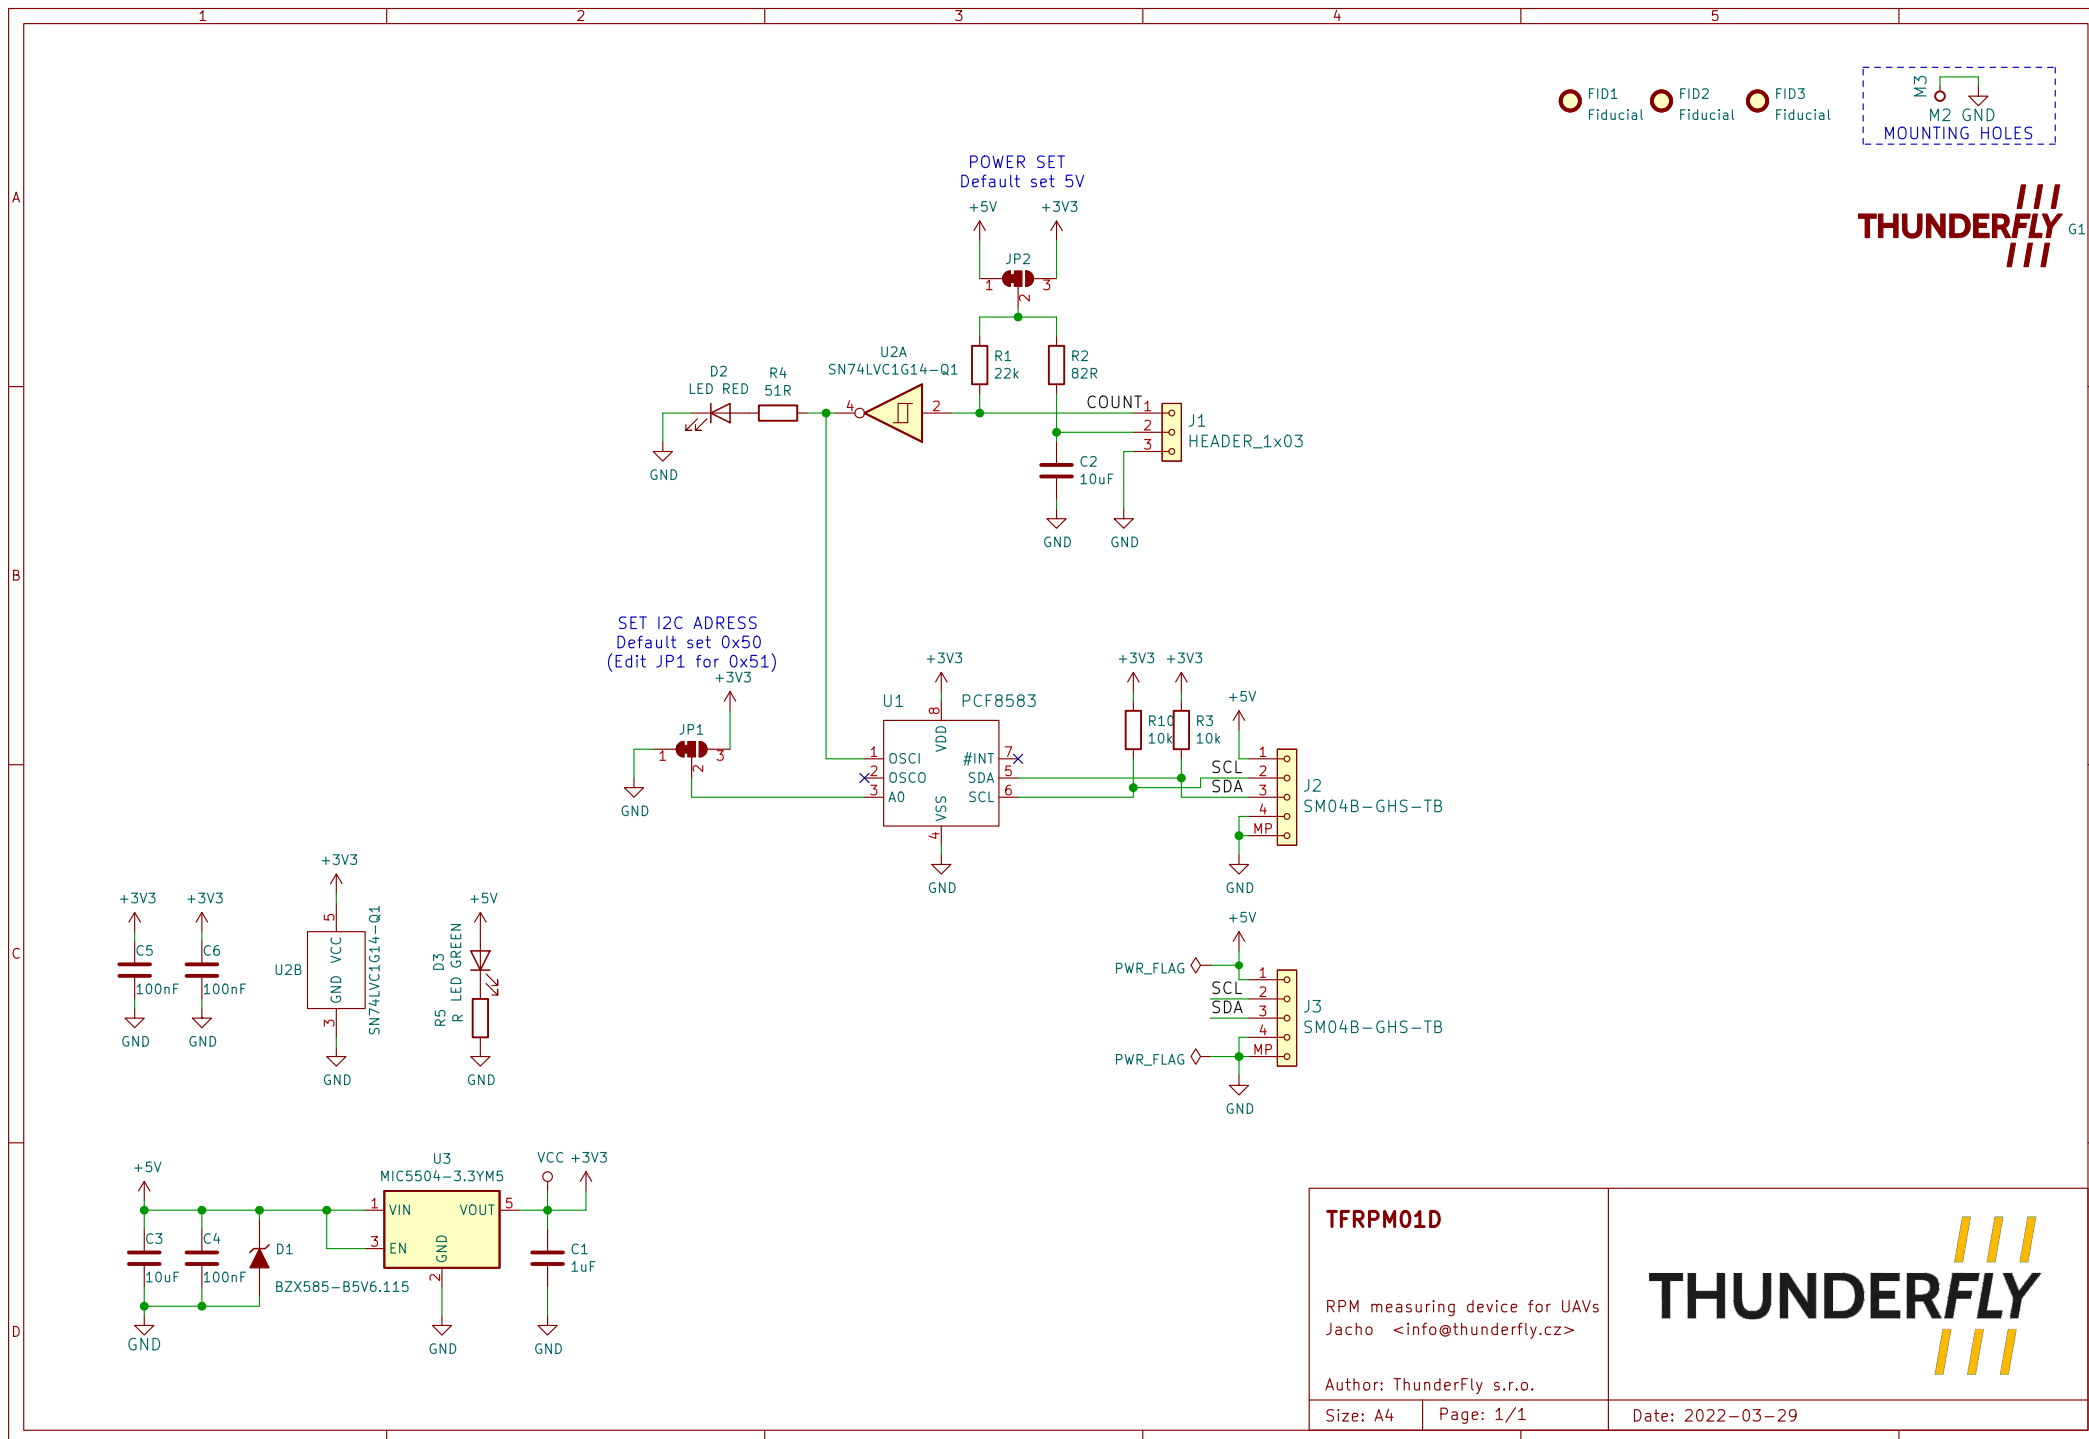 1 2 3 4 5
A
B
C
D
FID1
Fiducial
FID2
Fiducial
FID3
Fiducial
M3
M2 GND
MOUNTING HOLES
THUNDERFLY
G1
POWER SET
Default set 5V
+5V
+3V3
JP2
1
2
3
R1
22k
R2
82R
U2A
SN74LVC1G14-Q1
4
2
D2
LED RED
R4
51R
GND
COUNT
1
2
3
J1
HEADER_1x03
C2
10uF
GND
GND
SET I2C ADRESS
Default set 0x50
(Edit JP1 for 0x51)
+3V3
JP1
1
2
3
GND
+3V3
U1
PCF8583
8
VDD
1
OSCI
2
OSCO
3
A0
#INT
7
SDA
5
SCL
6
VSS
4
GND
+3V3
+3V3
R10
10k
R3
10k
+5V
SCL
SDA
1
2
3
4
MP
J2
SM04B-GHS-TB
GND
+5V
PWR_FLAG
SCL
SDA
PWR_FLAG
1
2
3
4
MP
J3
SM04B-GHS-TB
GND
+3V3
C5
100nF
GND
+3V3
C6
100nF
GND
+3V3
5
U2B
GND VCC
SN74LVC1G14-Q1
3
GND
+5V
D3
LED GREEN
R5
R
GND
+5V
C3
10uF
C4
100nF
D1
BZX585-B5V6.115
GND
U3
MIC5504-3.3YM5
1
VIN
3
EN
VOUT
5
GND
2
GND
VCC
+3V3
C1
1uF
GND
TFRPM01D
RPM measuring device for UAVs
Jacho <info@thunderfly.cz>
Author: ThunderFly s.r.o.
Size: A4
Page: 1/1
Date: 2022-03-29
THUNDERFLY